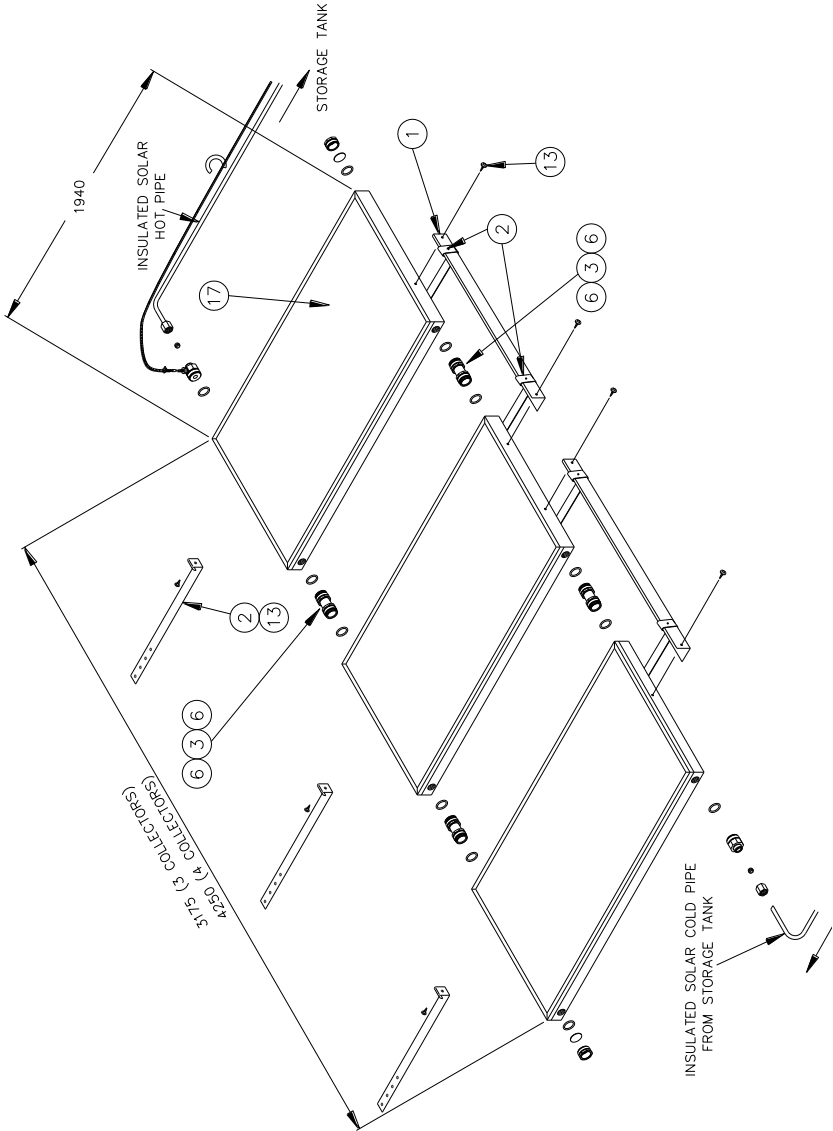 1940
STORAGE TANK
INSULATED SOLAR
HOT PIPE
1
13
17
2
6 3 6
2 13
6 3 6
3175 (3 COLLECTORS)
4250 (4 COLLECTORS)
INSULATED SOLAR COLD PIPE
FROM STORAGE TANK